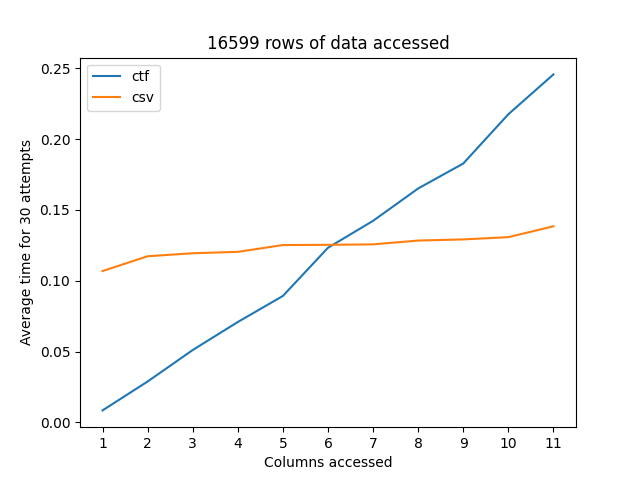 16599 rows of data accessed
ctf
csv
Average time for 30 attempts
0.25
0.20
0.15
0.10
0.05
0.00
1 2 3 4 5 6 7 8 9 10 11
Columns accessed